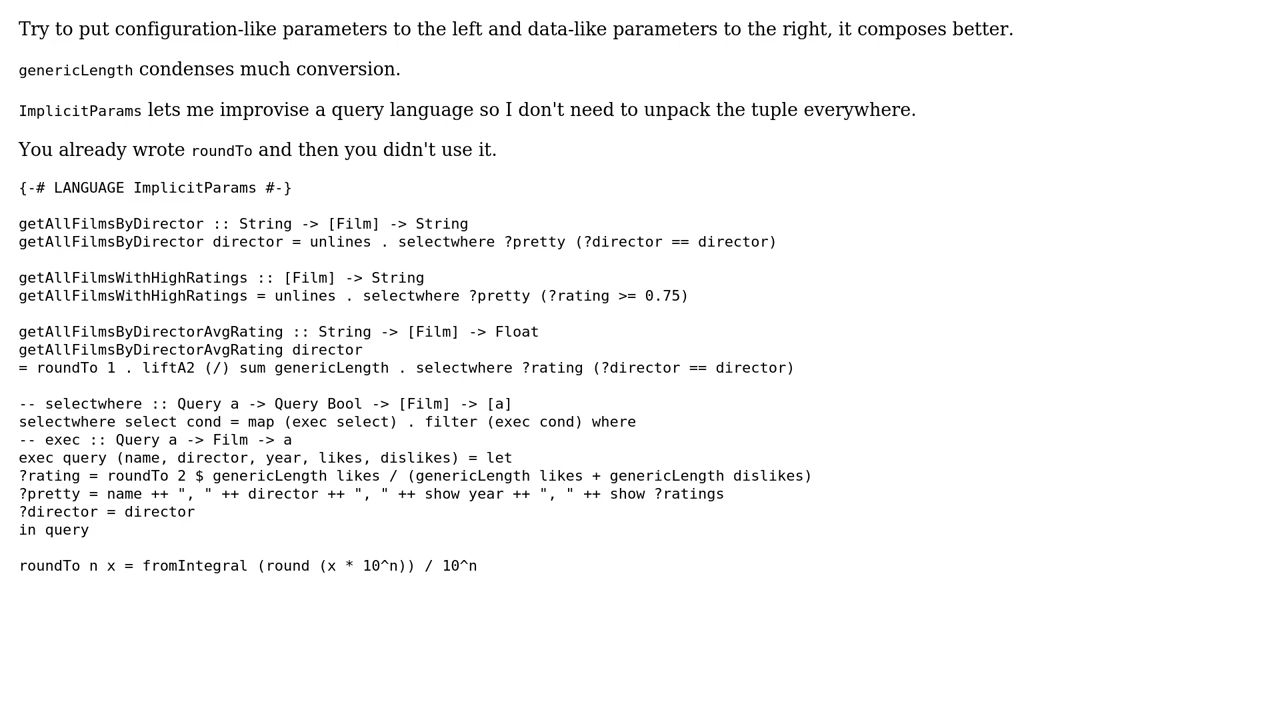 Try to put configuration-like parameters to the left and data-like parameters to the right, it composes better.
genericLength condenses much conversion.
ImplicitParams lets me improvise a query language so I don't need to unpack the tuple everywhere.
You already wrote roundTo and then you didn't use it.
{-# LANGUAGE ImplicitParams #-}
getAllFilmsByDirector :: String -> [Film] -> String
getAllFilmsByDirector director = unlines . selectwhere ?pretty (?director == director)
getAllFilmsWithHighRatings :: [Film] -> String
getAllFilmsWithHighRatings = unlines . selectwhere ?pretty (?rating >= 0.75)
getAllFilmsByDirectorAvgRating :: String -> [Film] -> Float
getAllFilmsByDirectorAvgRating director
= roundTo 1 . liftA2 (/) sum genericLength . selectwhere ?rating (?director == director)
-- selectwhere :: Query a -> Query Bool -> [Film] -> [a]
selectwhere select cond = map (exec select) . filter (exec cond) where
-- exec :: Query a -> Film -> a
exec query (name, director, year, likes, dislikes) = let
?rating = roundTo 2 $ genericLength likes / (genericLength likes + genericLength dislikes)
?pretty = name ++ ", " ++ director ++ ", " ++ show year ++ ", " ++ show ?ratings
?director = director
in query
roundTo n x = fromIntegral (round (x * 10^n)) / 10^n